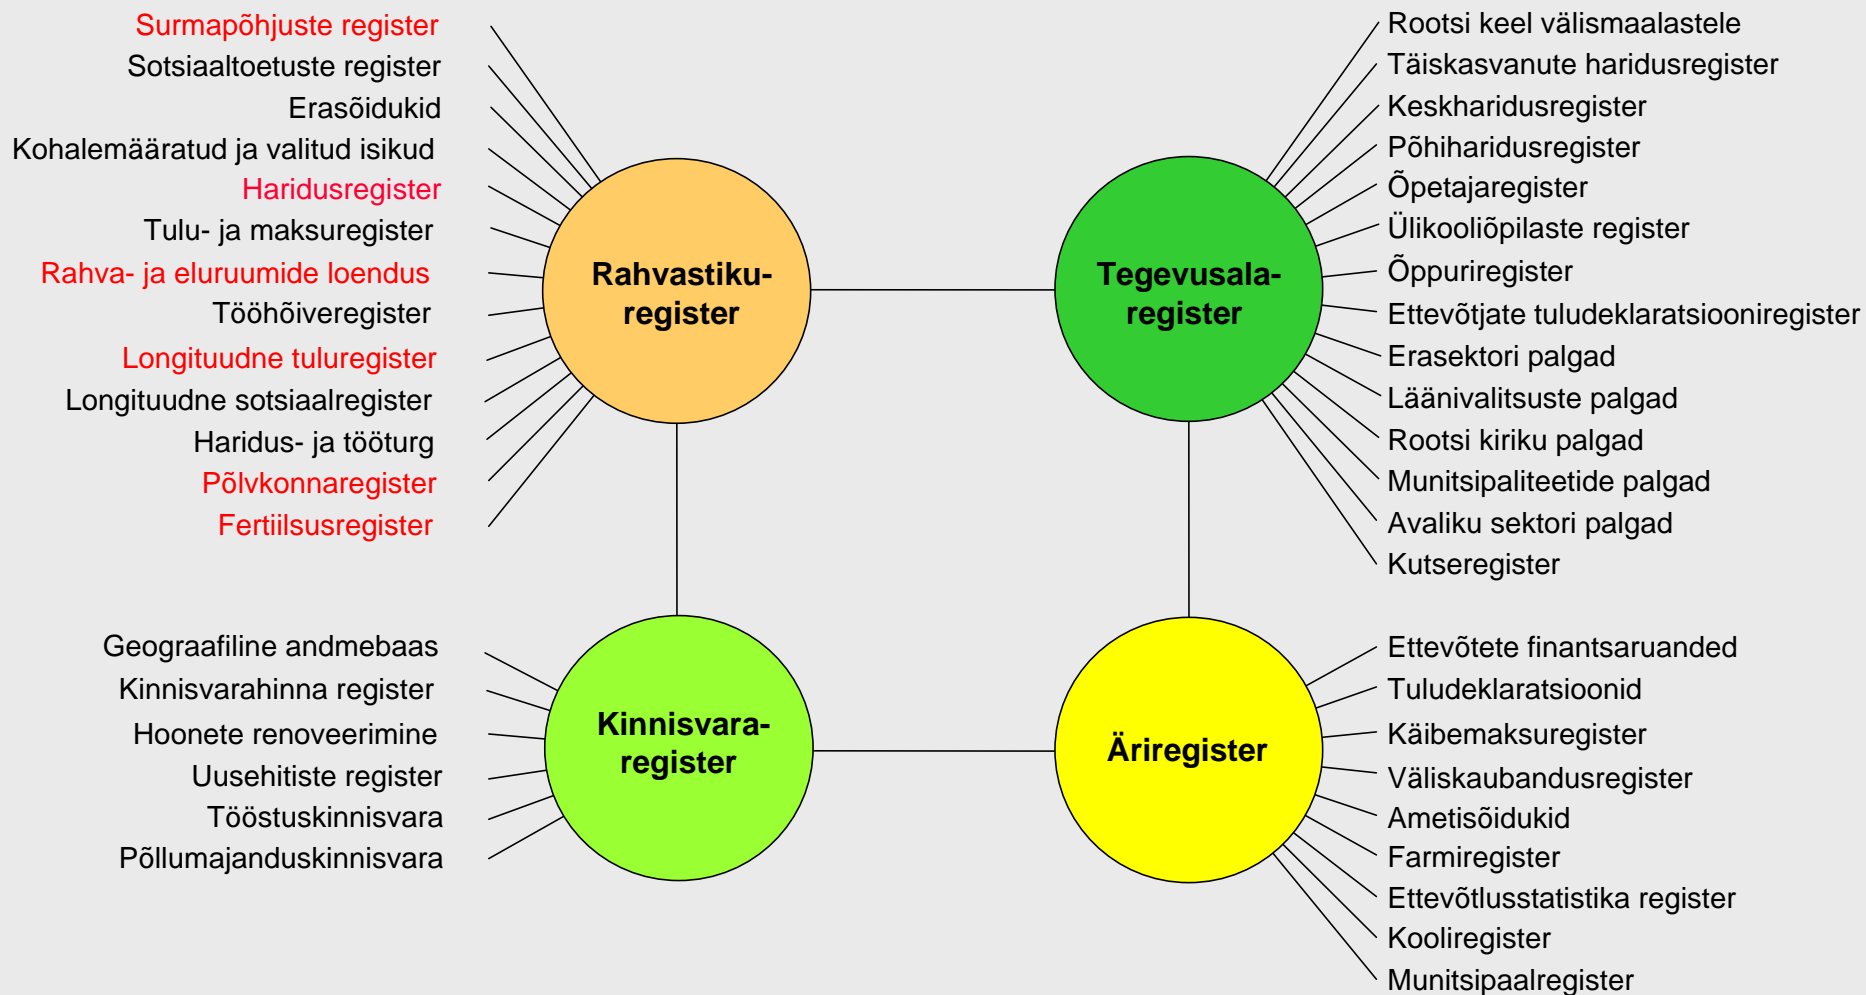 Surmapõhjuste register
Sotsiaaltoetuste register
Erasõidukid
Kohalemääratud ja valitud isikud
Haridusregister
Tulu- ja maksuregister
Rahva- ja eluruumide loendus
Tööhõiveregister
Longituudne tuluregister
Longituudne sotsiaalregister
Haridus- ja tööturg
Põlvkonnaregister
Fertiilsusregister
Rahvastiku-
register
Tegevusala-
register
Rootsi keel välismaalastele
Täiskasvanute haridusregister
Keskharidusregister
Põhiharidusregister
Õpetajaregister
Ülikooliõpilaste register
Õppuriregister
Ettevõtjate tuludeklaratsiooniregister
Erasektori palgad
Läänivalitsuste palgad
Rootsi kiriku palgad
Munitsipaliteetide palgad
Avaliku sektori palgad
Kutseregister
Geograafiline andmebaas
Kinnisvarahinna register
Hoonete renoveerimine
Uusehitiste register
Tööstuskinnisvara
Põllumajanduskinnisvara
Kinnisvara-
register
Äriregister
Ettevõtete finantsaruanded
Tuludeklaratsioonid
Käibemaksuregister
Väliskaubandusregister
Ametisõidukid
Farmiregister
Ettevõtlusstatistika register
Kooliregister
Munitsipaalregister